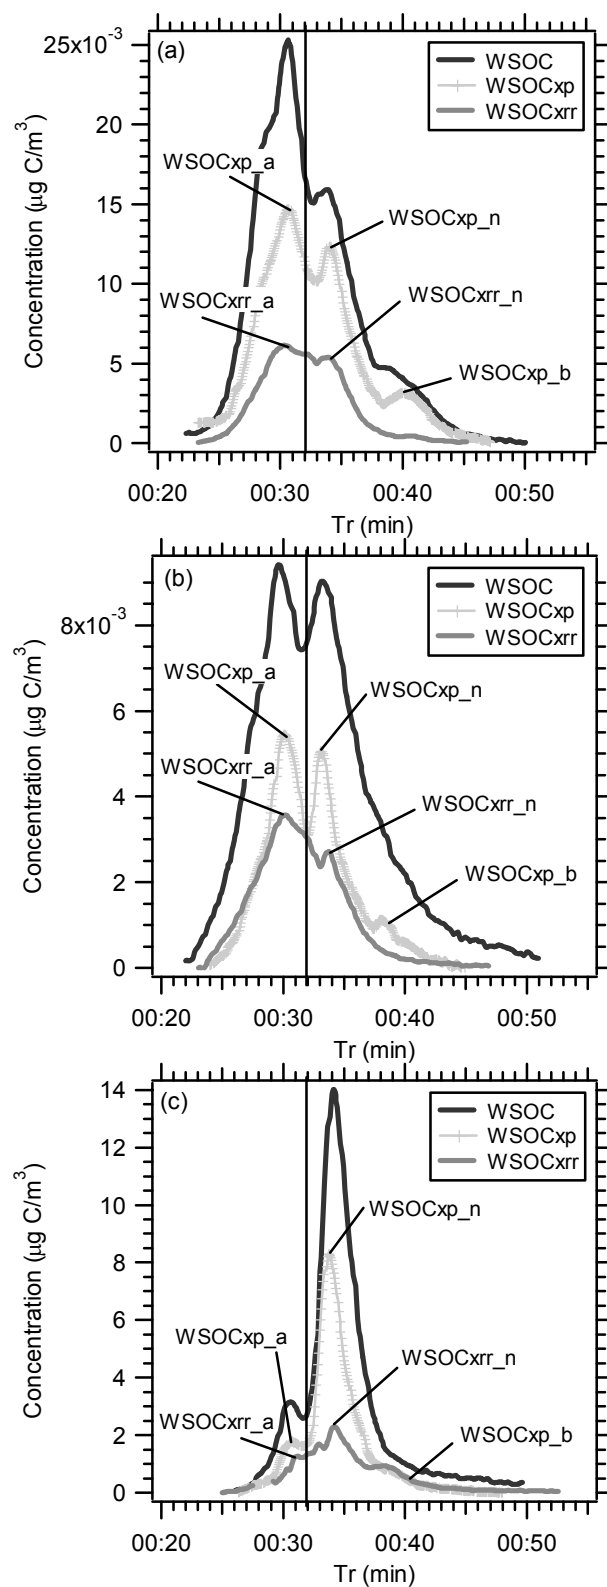 (a)
WSOC
WSOCxp
WSOCxrr
25x10⁻³
20
15
10
5
0
Concentration (μg C/m³)
WSOCxp_a
WSOCxp_n
WSOCxrr_a
WSOCxrr_n
WSOCxp_b
00:20 00:30 00:40 00:50
Tr (min)
(b)
WSOC
WSOCxp
WSOCxrr
8x10⁻³
6
4
2
0
Concentration (μg C/m³)
WSOCxp_a
WSOCxp_n
WSOCxrr_a
WSOCxrr_n
WSOCxp_b
00:20 00:30 00:40 00:50
Tr (min)
(c)
WSOC
WSOCxp
WSOCxrr
14
12
10
8
6
4
2
0
Concentration (μg C/m³)
WSOCxp_n
WSOCxp_a
WSOCxrr_n
WSOCxrr_a
WSOCxp_b
00:20 00:30 00:40 00:50
Tr (min)